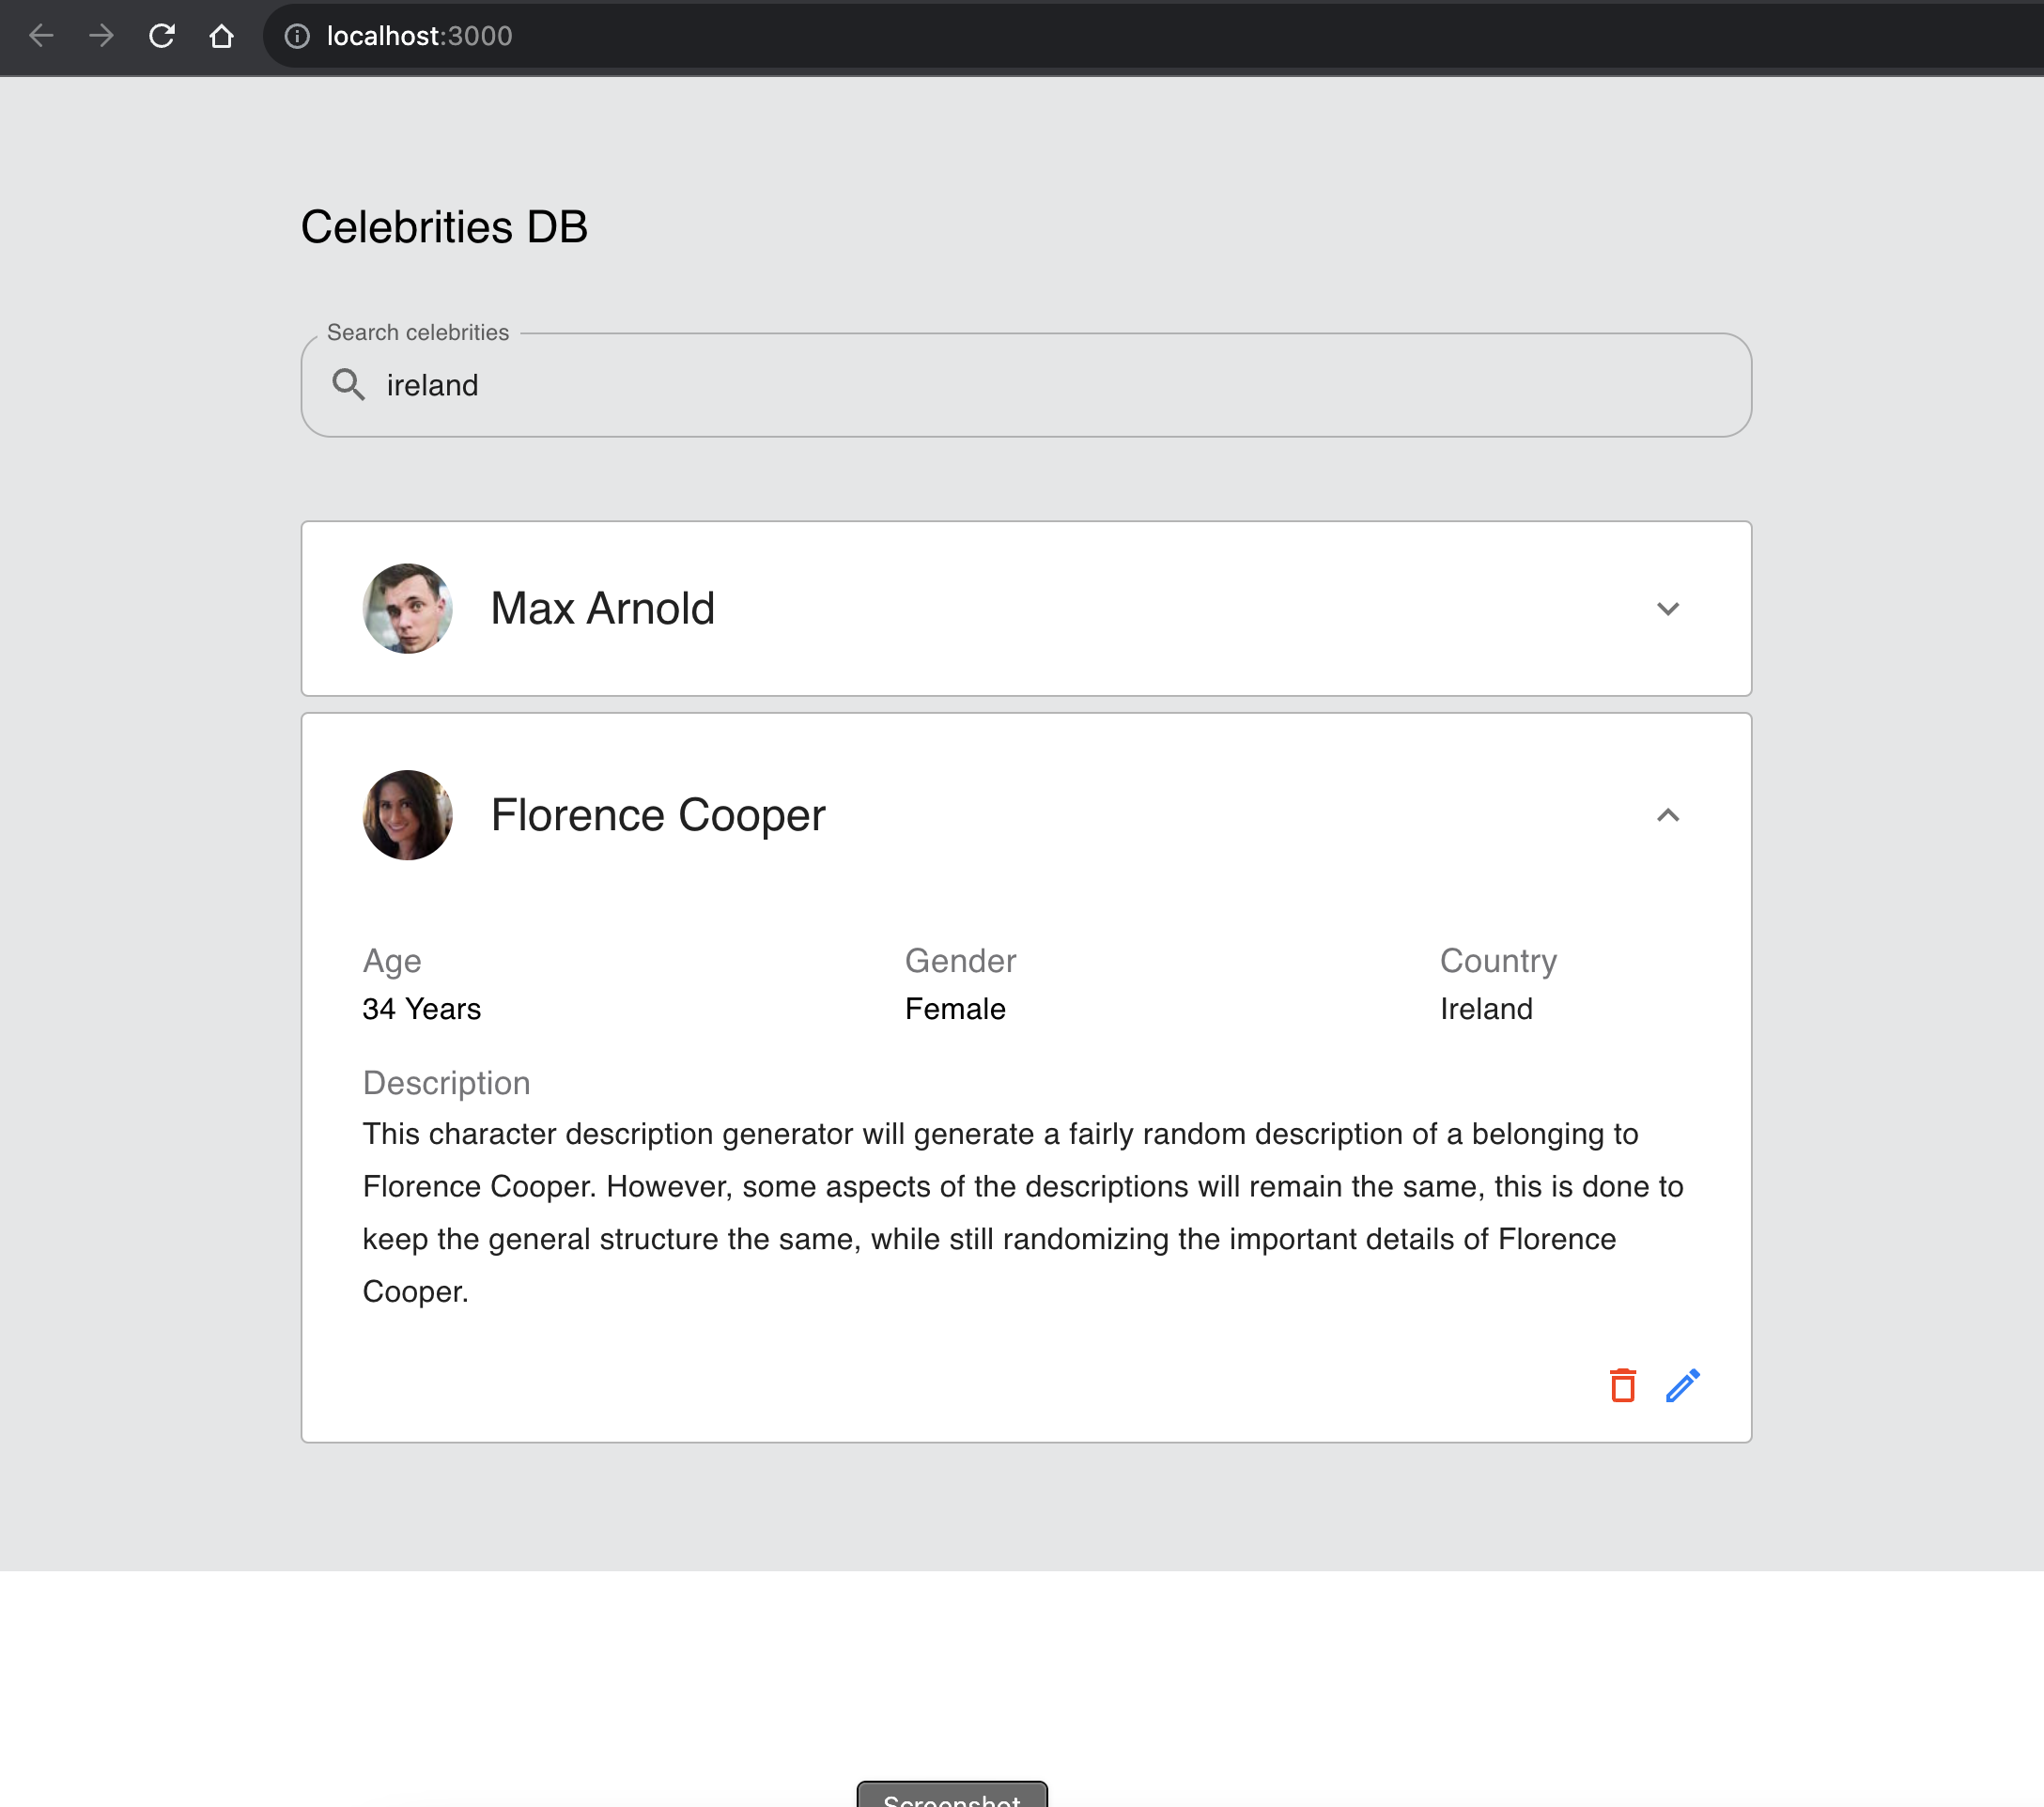 localhost:3000
Celebrities DB
Search celebrities
ireland
Max Arnold
Florence Cooper
Age
Gender
Country
34 Years
Female
Ireland
Description
This character description generator will generate a fairly random description of a belonging to
Florence Cooper. However, some aspects of the descriptions will remain the same, this is done to
keep the general structure the same, while still randomizing the important details of Florence
Cooper.
Screenshot